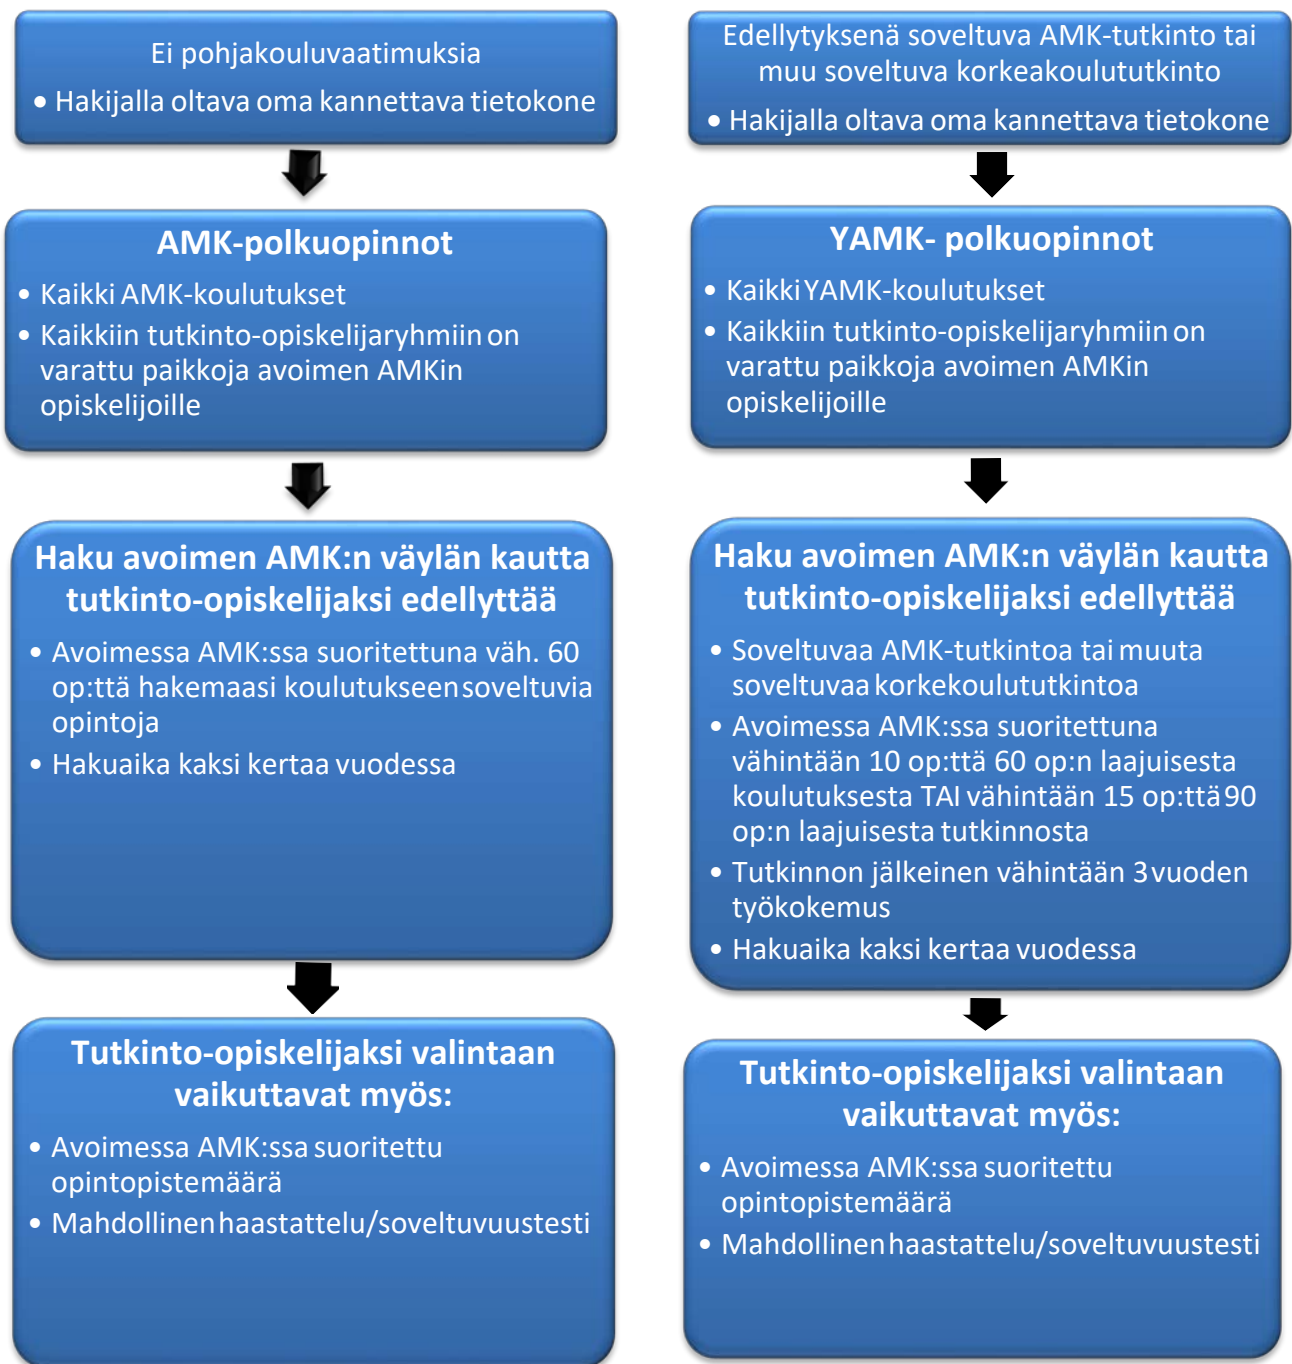 Ei pohjakouluvaatimuksia
• Hakijalla oltava oma kannettava tietokone
AMK-polkuopinnot
• Kaikki AMK-koulutukset
• Kaikkiin tutkinto-opiskelijaryhmiin on
varattu paikkoja avoimen AMKin
opiskelijoille
Haku avoimen AMK:n väylän kautta
tutkinto-opiskelijaksi edellyttää
• Avoimessa AMK:ssa suoritettuna väh. 60
op:ttä hakemaasi koulutukseen soveltuvia
opintoja
• Hakuaika kaksi kertaa vuodessa
Tutkinto-opiskelijaksi valintaan
vaikuttavat myös:
• Avoimessa AMK:ssa suoritettu
opintopistemäärä
• Mahdollinen haastattelu/soveltuvuustesti
Edellytyksenä soveltuva AMK-tutkinto tai
muu soveltuva korkeakoulututkinto
• Hakijalla oltava oma kannettava tietokone
YAMK- polkuopinnot
• Kaikki YAMK-koulutukset
• Kaikkiin tutkinto-opiskelijaryhmiin on
varattu paikkoja avoimen AMKin
opiskelijoille
Haku avoimen AMK:n väylän kautta
tutkinto-opiskelijaksi edellyttää
• Soveltuvaa AMK-tutkintoa tai muuta
soveltuvaa korkekoulututkintoa
• Avoimessa AMK:ssa suoritettuna
vähintään 10 op:ttä 60 op:n laajuisesta
koulutuksesta TAI vähintään 15 op:ttä 90
op:n laajuisesta tutkinnosta
• Tutkinnon jälkeinen vähintään 3 vuoden
työkokemus
• Hakuaika kaksi kertaa vuodessa
Tutkinto-opiskelijaksi valintaan
vaikuttavat myös:
• Avoimessa AMK:ssa suoritettu
opintopistemäärä
• Mahdollinen haastattelu/soveltuvuustesti